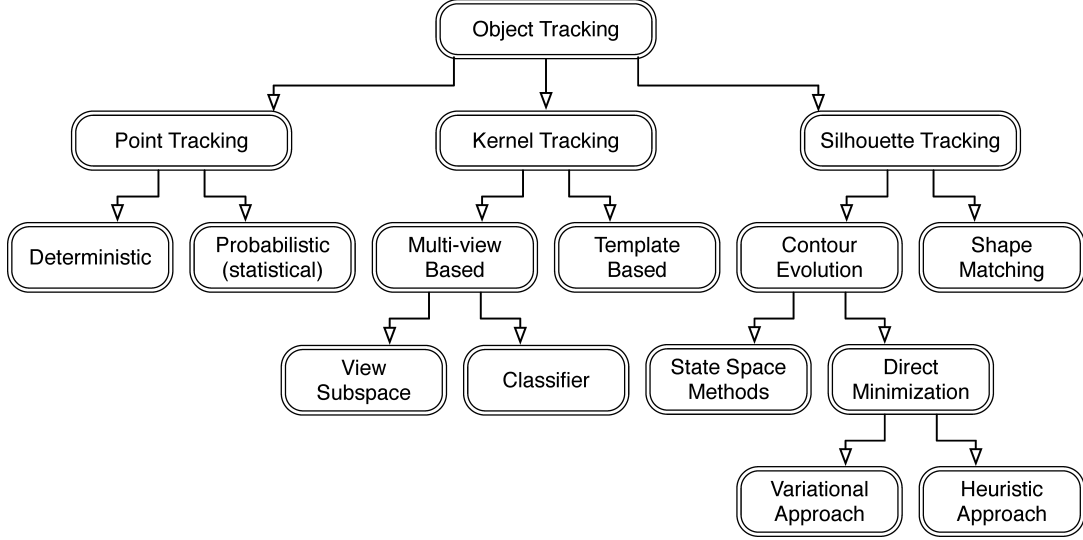 Object Tracking
Point Tracking
Kernel Tracking
Silhouette Tracking
Deterministic
Probabilistic
(statistical)
Multi-view
Based
Template
Based
Contour
Evolution
Shape
Matching
View
Subspace
Classifier
State Space
Methods
Direct
Minimization
Variational
Approach
Heuristic
Approach